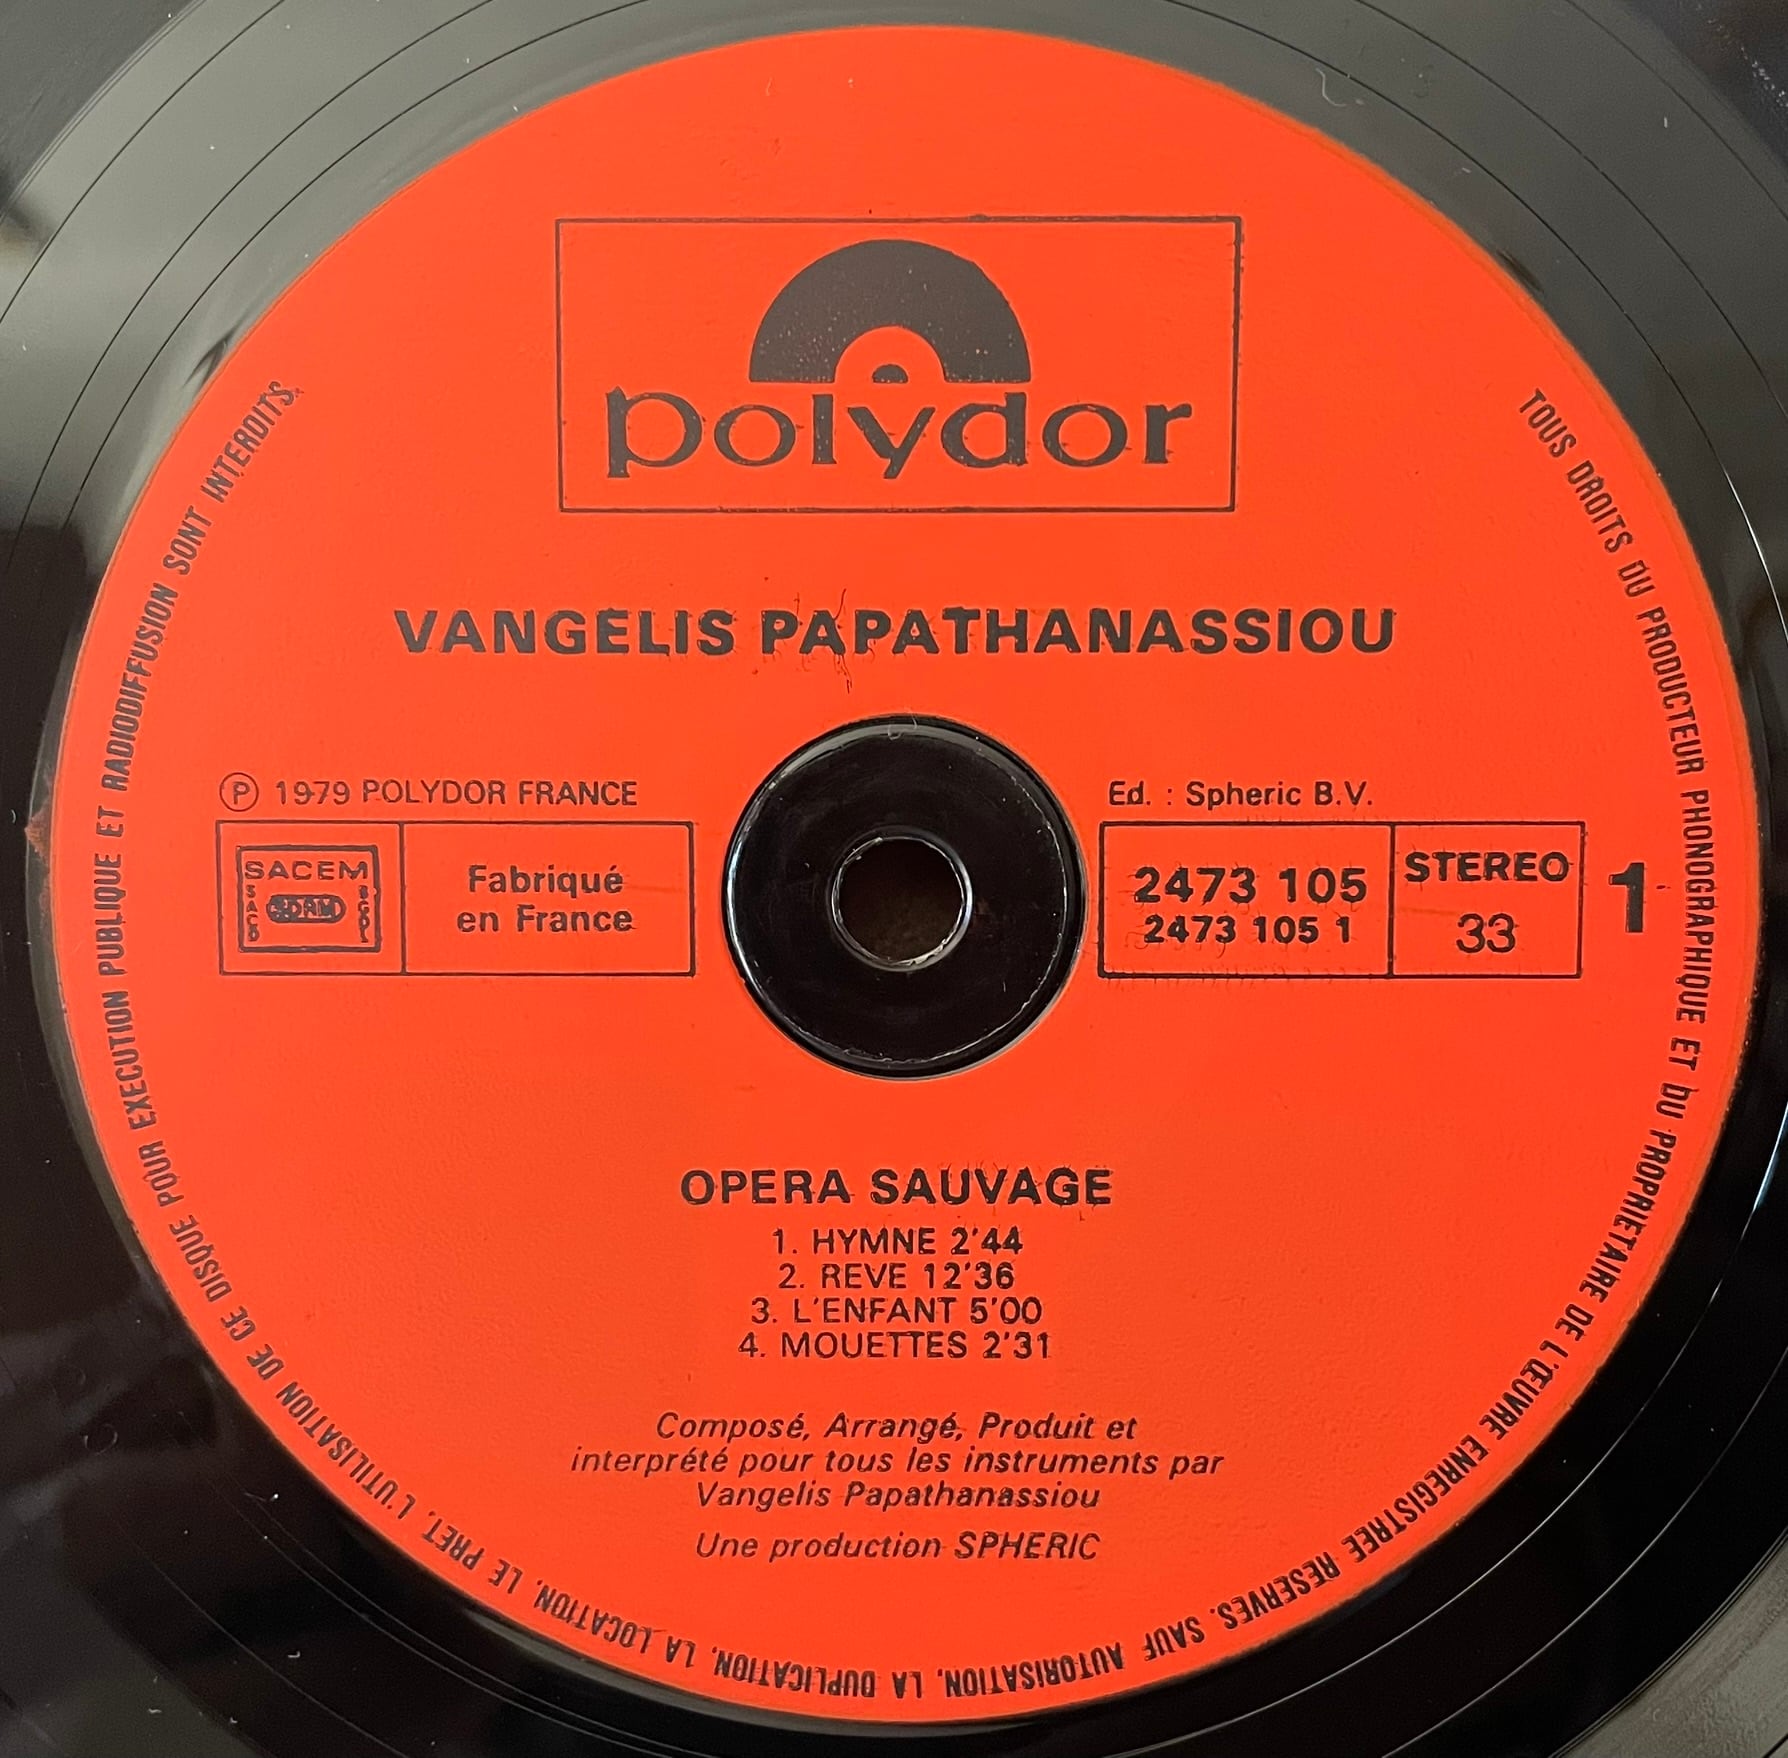 polydor
VANGELIS PAPATHANASSIOU
Ⓟ 1979 POLYDOR FRANCE
SACEM
SACD
SDRM
SGDL
Fabriqué
en France
Ed. : Spheric B.V.
2473 105
2473 105 1
STEREO
33
1
OPERA SAUVAGE
1. HYMNE 2'44
2. REVE 12'36
3. L'ENFANT 5'00
4. MOUETTES 2'31
Composé, Arrangé, Produit et
interprété pour tous les instruments par
Vangelis Papathanassiou
Une production SPHERIC
TOUS DROITS DU PRODUCTEUR PHONOGRAPHIQUE ET DU PROPRIETAIRE DE L'ŒUVRE ENREGISTREE RESERVES. SAUF AUTORISATION, LA DUPLICATION, LA LOCATION, LE PRET, L'UTILISATION DE CE DISQUE POUR EXECUTION PUBLIQUE ET RADIODIFFUSION SONT INTERDITS.